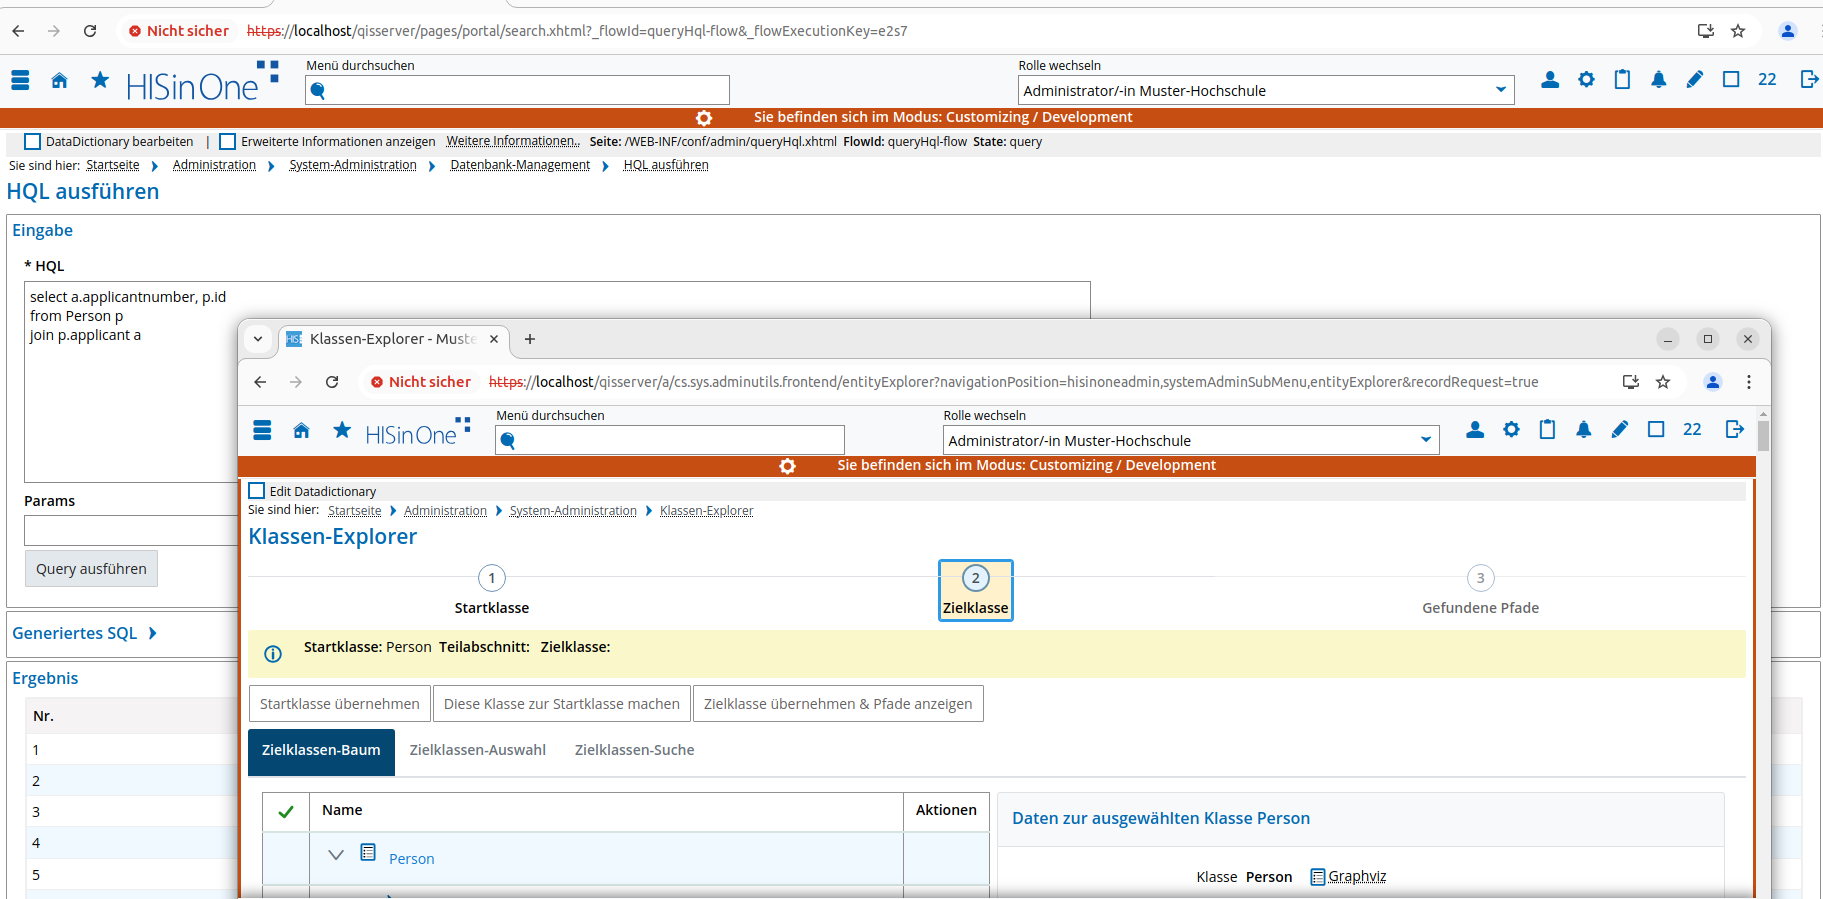 Nicht sicher https://localhost/qisserver/pages/portal/search.xhtml?_flowId=queryHql-flow&_flowExecutionKey=e2s7
Menü durchsuchen
Rolle wechseln
HISinOne
Administrator/-in Muster-Hochschule
22
Sie befinden sich im Modus: Customizing / Development
DataDictionary bearbeiten | Erweiterte Informationen anzeigen Weitere Informationen.. Seite: /WEB-INF/conf/admin/queryHql.xhtml FlowId: queryHql-flow State: query
Sie sind hier: Startseite Administration System-Administration Datenbank-Management HQL ausführen
HQL ausführen
Eingabe
* HQL
select a.applicantnumber, p.id
from Person p
join p.applicant a
Params
Query ausführen
Generiertes SQL
Ergebnis
Nr.
1
2
3
4
5
HIS Klassen-Explorer - Muste
Nicht sicher https://localhost/qisserver/a/cs.sys.adminutils.frontend/entityExplorer?navigationPosition=hisinoneadmin,systemAdminSubMenu,entityExplorer&recordRequest=true
Menü durchsuchen
Rolle wechseln
HISinOne
Administrator/-in Muster-Hochschule
22
Sie befinden sich im Modus: Customizing / Development
Edit Datadictionary
Sie sind hier: Startseite Administration System-Administration Klassen-Explorer
Klassen-Explorer
1
2
3
Startklasse
Zielklasse
Gefundene Pfade
Startklasse: Person Teilabschnitt: Zielklasse:
Startklasse übernehmen
Diese Klasse zur Startklasse machen
Zielklasse übernehmen & Pfade anzeigen
Zielklassen-Baum
Zielklassen-Auswahl
Zielklassen-Suche
Name
Aktionen
Person
Daten zur ausgewählten Klasse Person
Klasse Person Graphviz